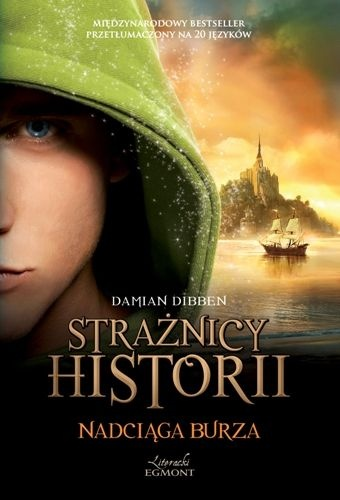 MIĘDZYNARODOWY BESTSELLER
PRZETŁUMACZONY NA 20 JĘZYKÓW
DAMIAN DIBBEN
STRAŻNICY
HISTORII
NADCIĄGA BURZA
Literacki
EGMONT